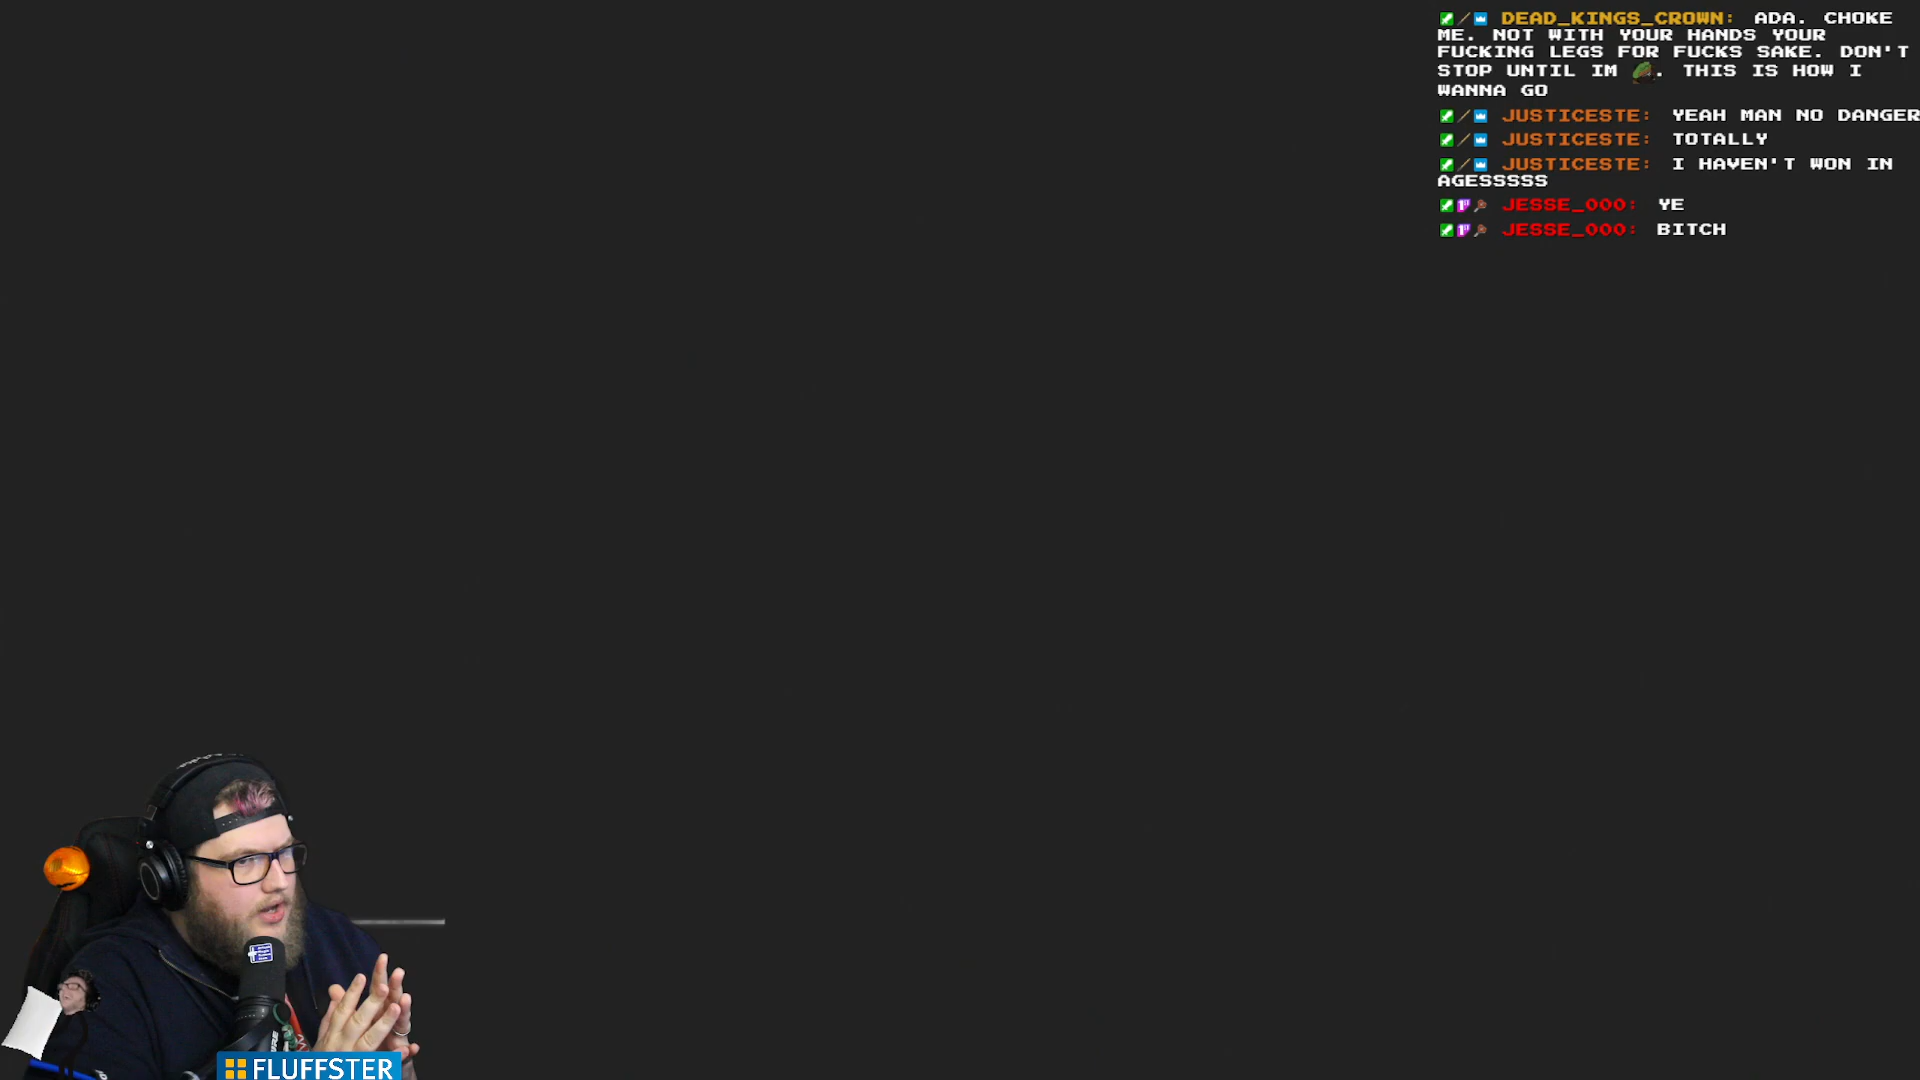 DEAD_KINGS_CROWN: ADA. CHOKE
ME. NOT WITH YOUR HANDS YOUR
FUCKING LEGS FOR FUCKS SAKE. DON'T
STOP UNTIL IM . THIS IS HOW I
WANNA GO
JUSTICESTE: YEAH MAN NO DANGER
JUSTICESTE: TOTALLY
JUSTICESTE: I HAVEN'T WON IN
AGESSSSS
JESSE_000: YE
JESSE_000: BITCH
FLUFFSTER